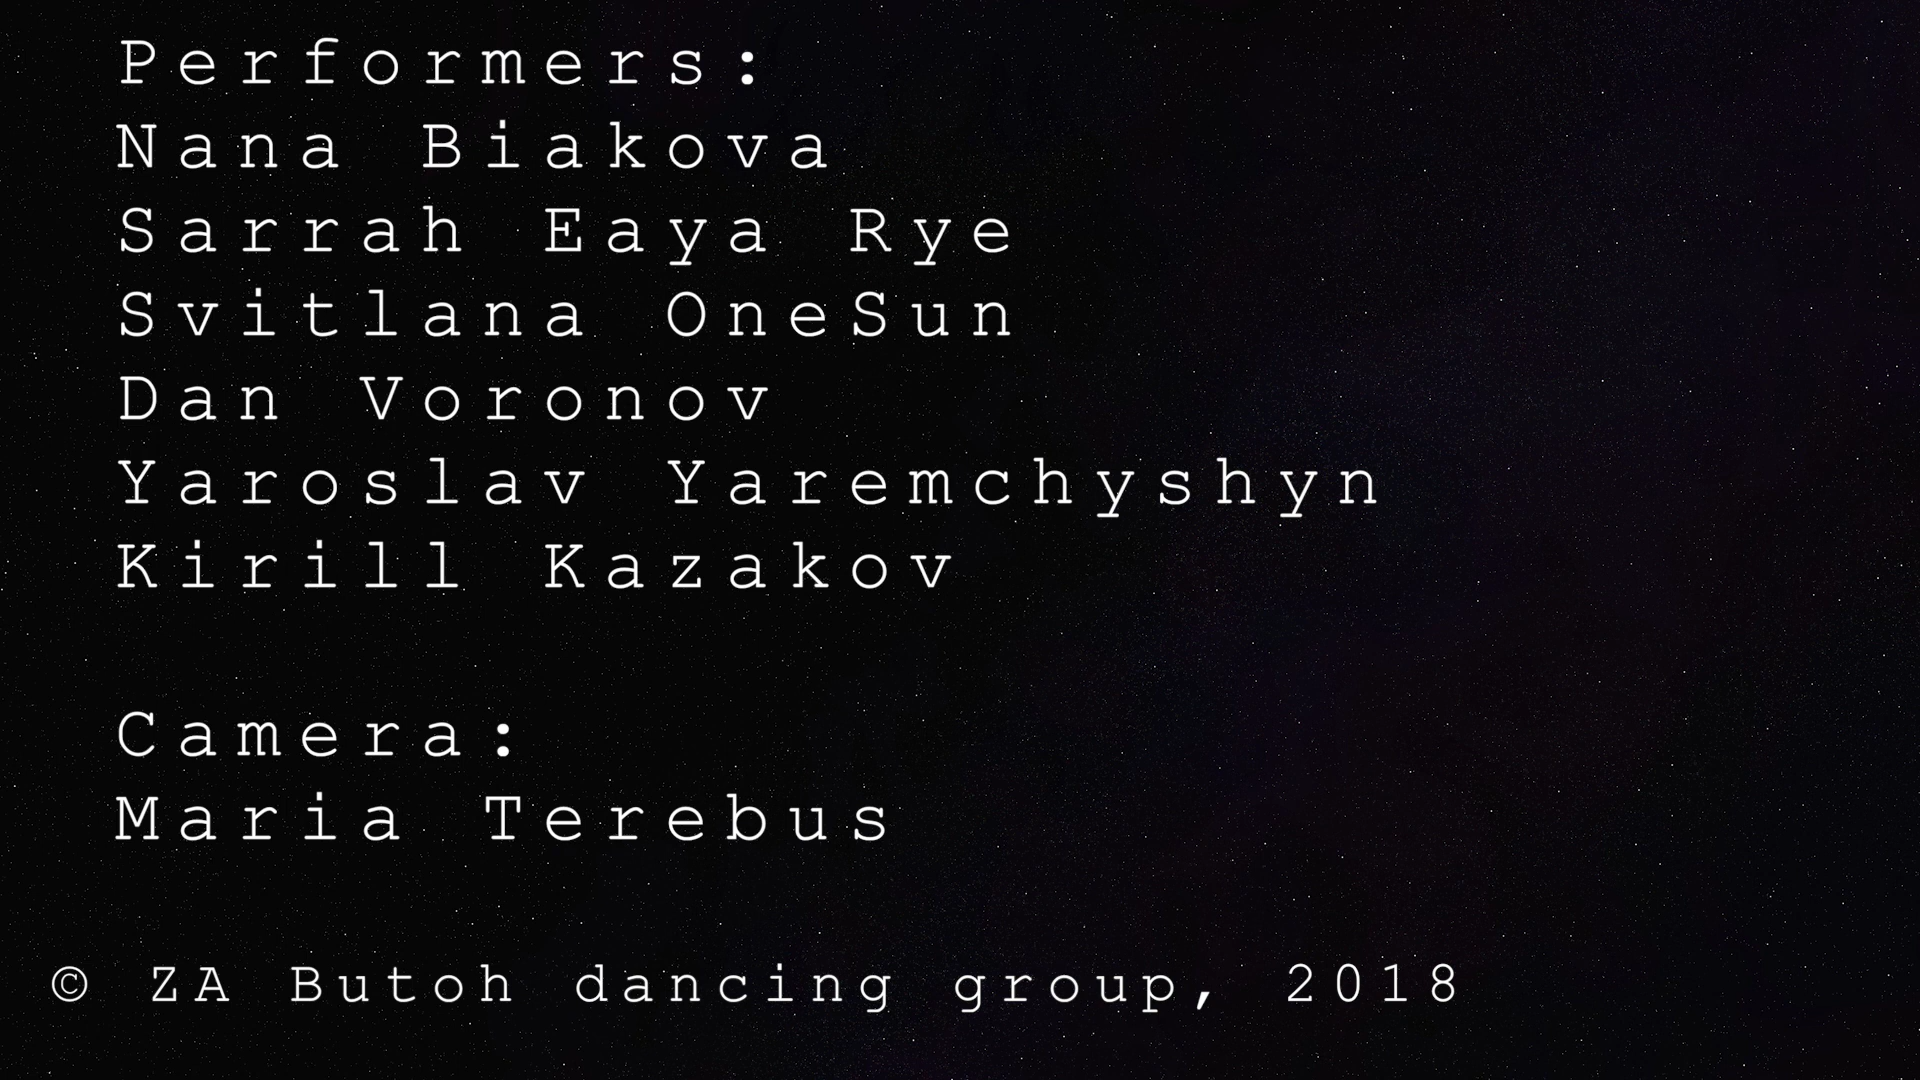 Performers:
Nana Biakova
Sarrah Eaya Rye
Svitlana OneSun
Dan Voronov
Yaroslav Yaremchyshyn
Kirill Kazakov
Camera:
Maria Terebus
© ZA Butoh dancing group, 2018